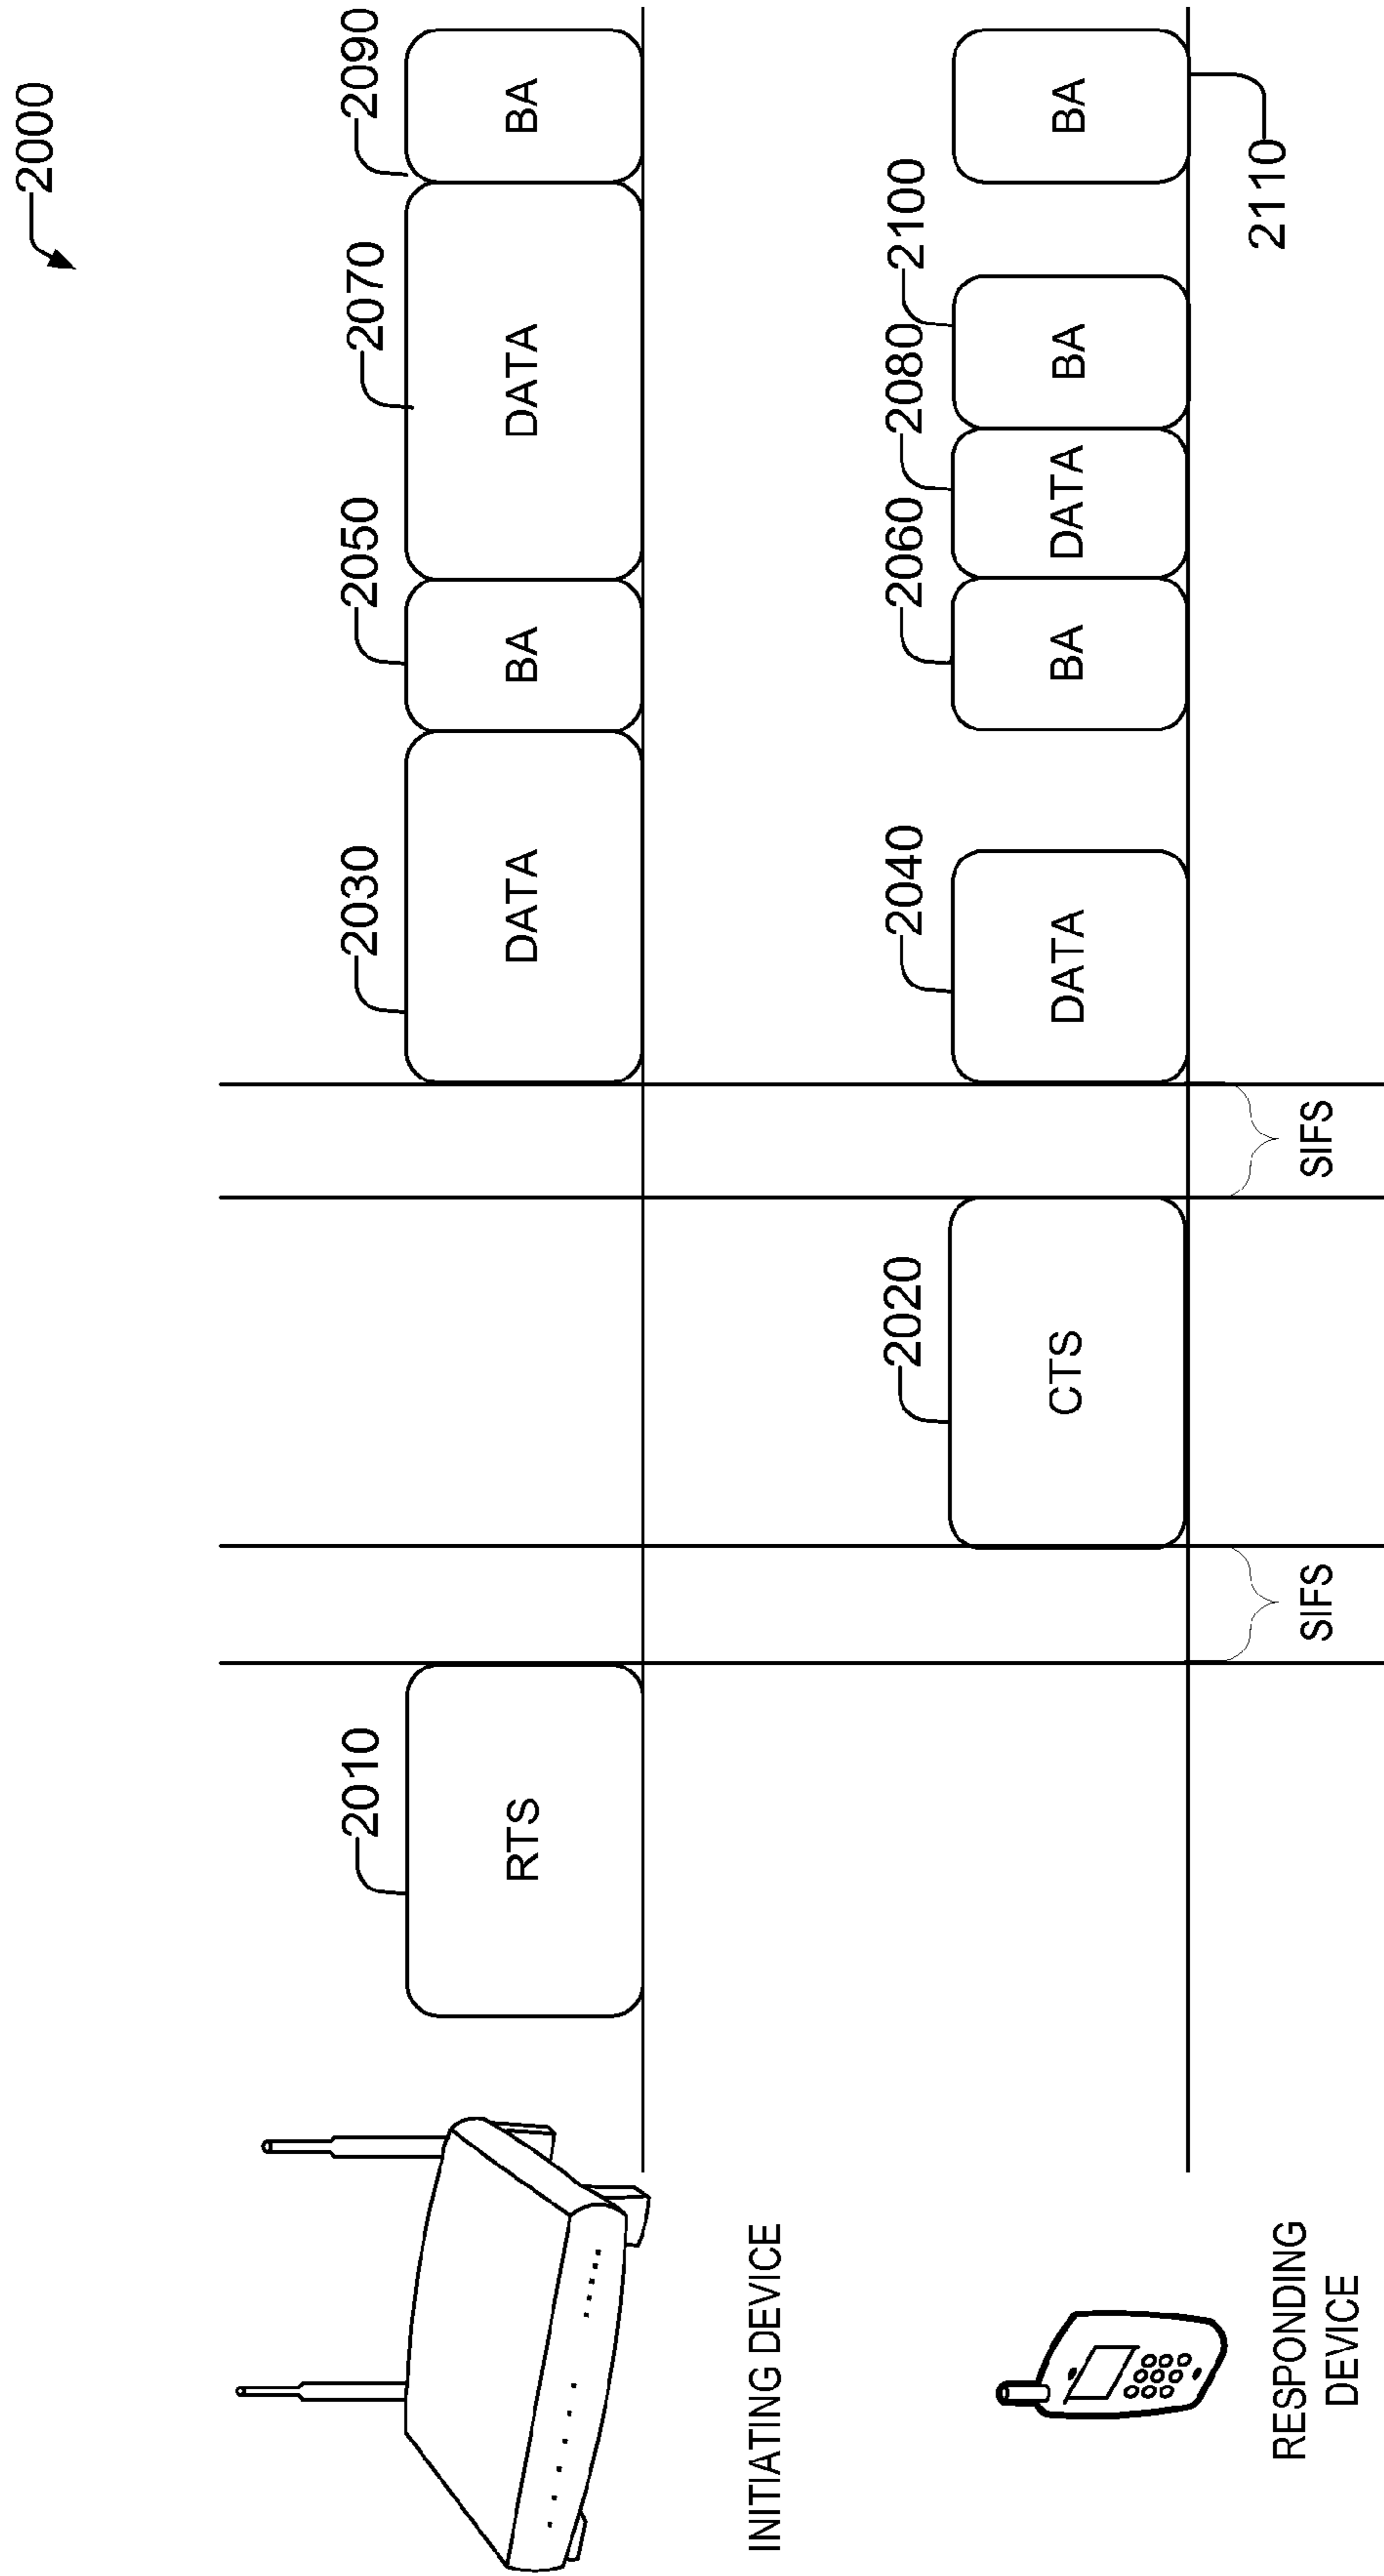 2000
2010
RTS
2030
DATA
2050
BA
2070
DATA
2090
BA
INITIATING DEVICE
2020
CTS
2040
DATA
2060
BA
2080
DATA
2100
BA
BA
2110
SIFS
SIFS
RESPONDING
DEVICE